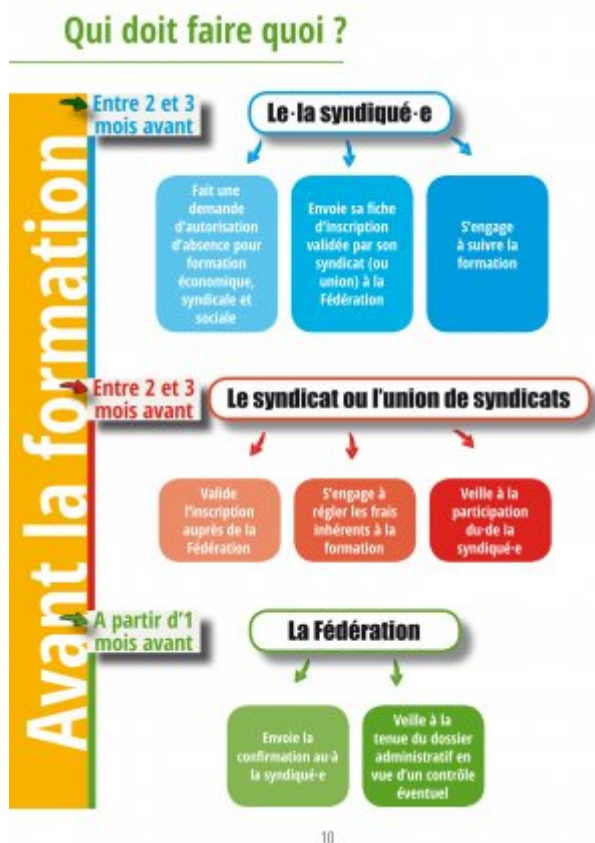 Qui doit faire quoi ?
Avant la formation
Entre 2 et 3
mois avant
Le·la syndiqué·e
Fait une
demande
d'autorisation
d'absence pour
formation
économique,
syndicale et
sociale
Envoie sa fiche
d'inscription
validée par son
syndicat (ou
union) à la
Fédération
S'engage
à suivre la
formation
Entre 2 et 3
mois avant
Le syndicat ou l'union de syndicats
Valide
l'inscription
auprès de la
Fédération
S'engage à
régler les frais
inhérents à la
formation
Veille à la
participation
du·de la
syndiqué·e
A partir d'1
mois avant
La Fédération
Envoie la
confirmation au·à
la syndiqué·e
Veille à la
tenue du dossier
administratif en
vue d'un contrôle
éventuel
10